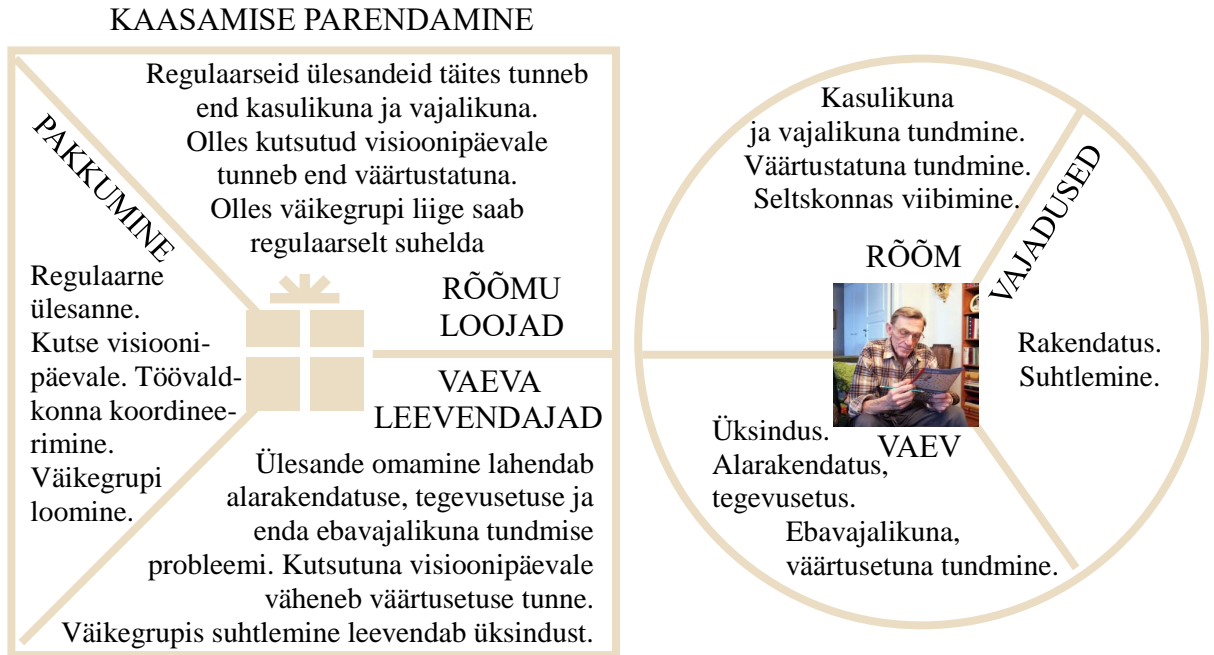 KAASAMISE PARENDAMINE
Regulaarseid ülesandeid täites tunneb
end kasulikuna ja vajalikuna.
Olles kutsutud visioonipäevale
tunneb end väärtustatuna.
Olles väikegrupi liige saab
regulaarselt suhelda
PAKKUMINE
Regulaarne
ülesanne.
Kutse visiooni-
päevale. Töövald-
konna koordinee-
rimine.
Väikegrupi
loomine.
RÕÕMU
LOOJAD
VAEVA
LEEVENDAJAD
Ülesande omamine lahendab
alarakendatuse, tegevusetuse ja
enda ebavajalikuna tundmise
probleemi. Kutsutuna visioonipäevale
väheneb väärtusetuse tunne.
Väikegrupis suhtlemine leevendab üksindust.
Kasulikuna
ja vajalikuna tundmine.
Väärtustatuna tundmine.
Seltskonnas viibimine.
RÕÕM
VAJADUSED
Rakendatus.
Suhtlemine.
VAEV
Üksindus.
Alarakendatus,
tegevusetus.
Ebavajalikuna,
väärtusetuna tundmine.